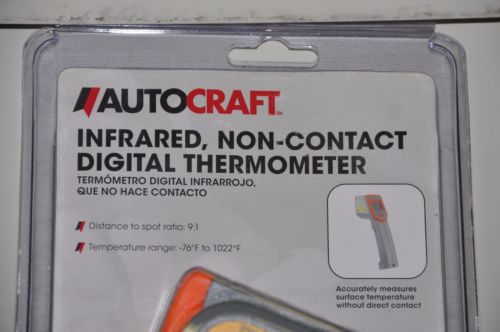 AUTOCRAFT™
INFRARED, NON-CONTACT
DIGITAL THERMOMETER
TERMÓMETRO DIGITAL INFRARROJO,
QUE NO HACE CONTACTO
Distance to spot ratio: 9:1
Temperature range: -76°F to 1022°F
Accurately measures
surface temperature
without direct contact